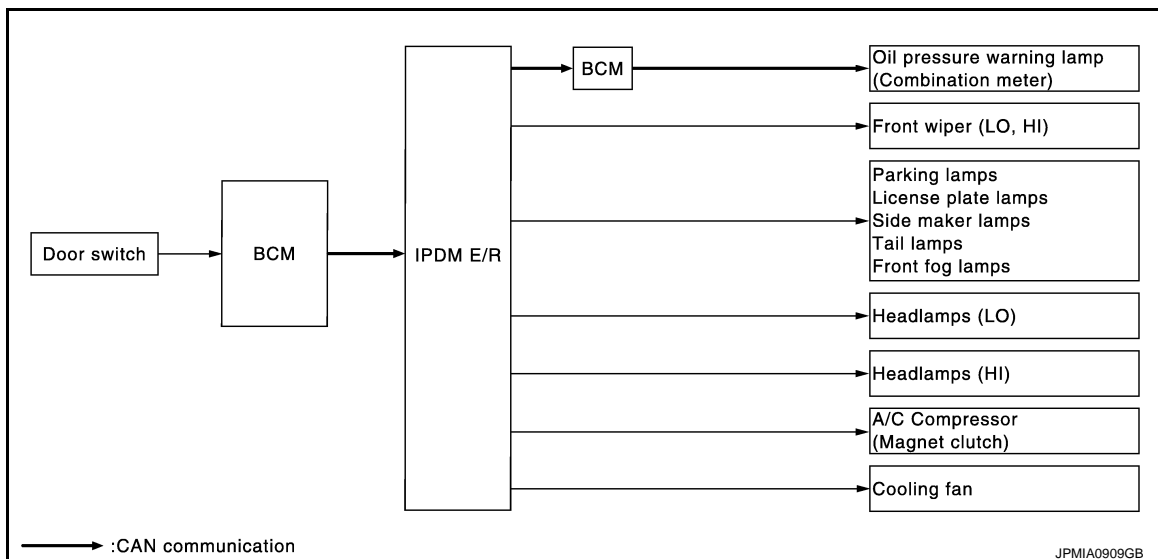 BCM
Oil pressure warning lamp
(Combination meter)
Front wiper (LO, HI)
Parking lamps
License plate lamps
Side maker lamps
Tail lamps
Front fog lamps
Door switch
BCM
IPDM E/R
Headlamps (LO)
Headlamps (HI)
A/C Compressor
(Magnet clutch)
Cooling fan
:CAN communication
JPMIA0909GB